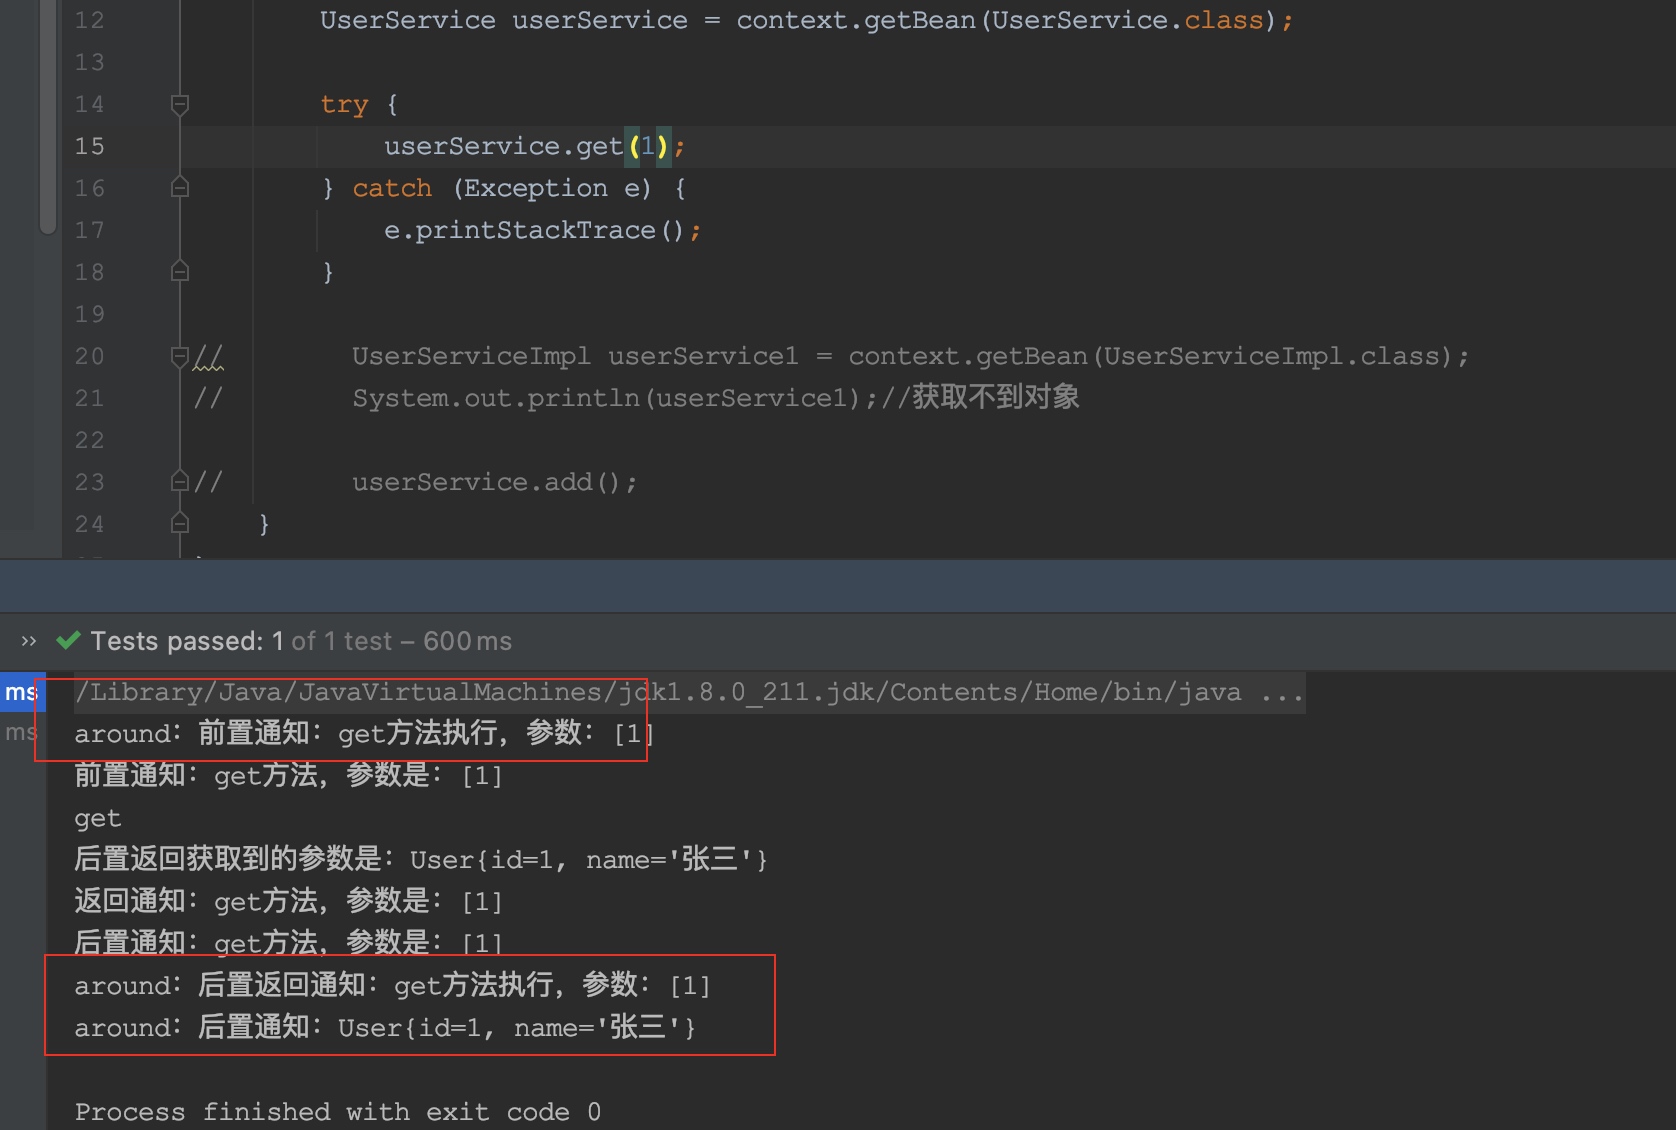 12 UserService userService = context.getBean(UserService.class);
13
14 try {
15 userService.get(1);
16 } catch (Exception e) {
17 e.printStackTrace();
18 }
19
20 // UserServiceImpl userService1 = context.getBean(UserServiceImpl.class);
21 // System.out.println(userService1);//获取不到对象
22
23 // userService.add();
24 }
›› Tests passed: 1 of 1 test – 600 ms
ms /Library/Java/JavaVirtualMachines/jdk1.8.0_211.jdk/Contents/Home/bin/java ...
ms around：前置通知：get方法执行，参数：[1]
前置通知：get方法，参数是：[1]
get
后置返回获取到的参数是：User{id=1, name='张三'}
返回通知：get方法，参数是：[1]
后置通知：get方法，参数是：[1]
around：后置返回通知：get方法执行，参数：[1]
around：后置通知：User{id=1, name='张三'}
Process finished with exit code 0